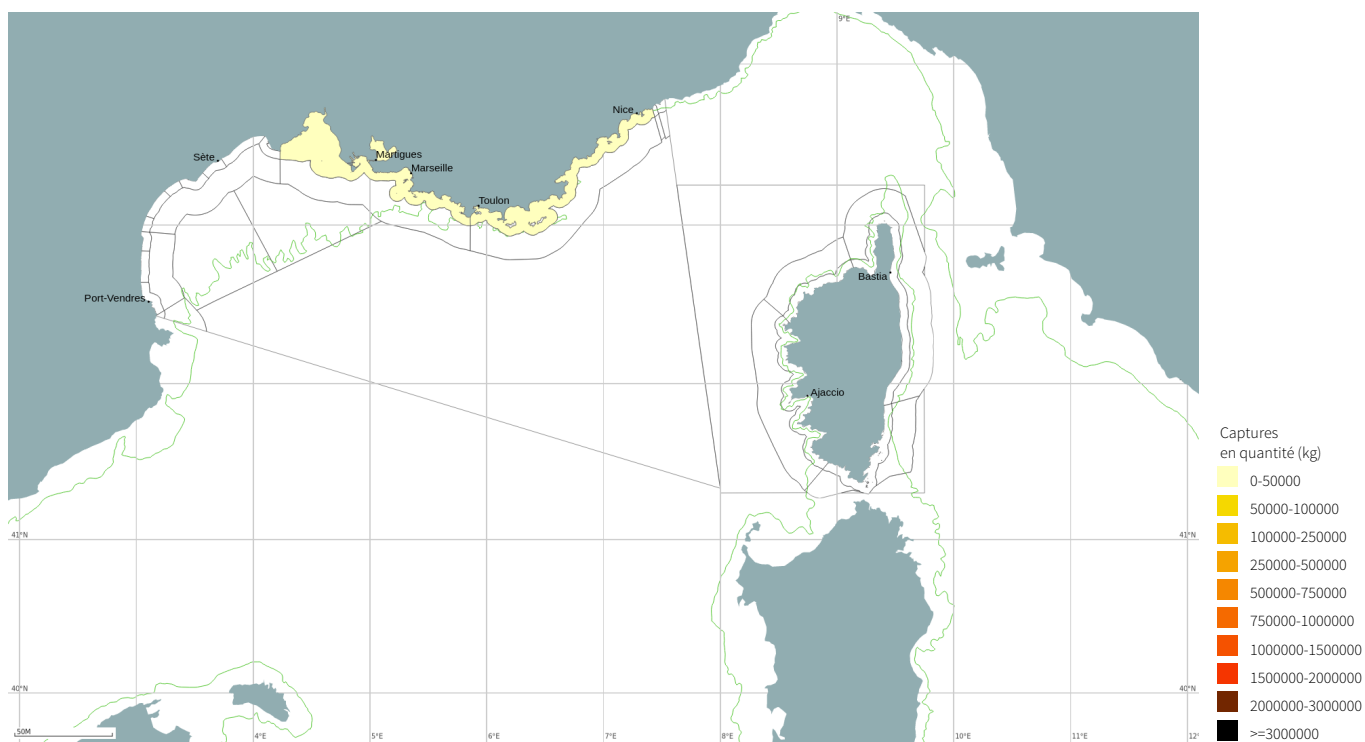 9°E
Nice
Sète
Martigues
Marseille
Toulon
Bastia
Port-Vendres
Ajaccio
Captures
en quantité (kg)
0-50000
50000-100000
100000-250000
250000-500000
500000-750000
750000-1000000
1000000-1500000
1500000-2000000
2000000-3000000
>=3000000
41°N
41°N
40°N
40°N
50M
4°E
5°E
6°E
7°E
8°E
10°E
11°E
12°